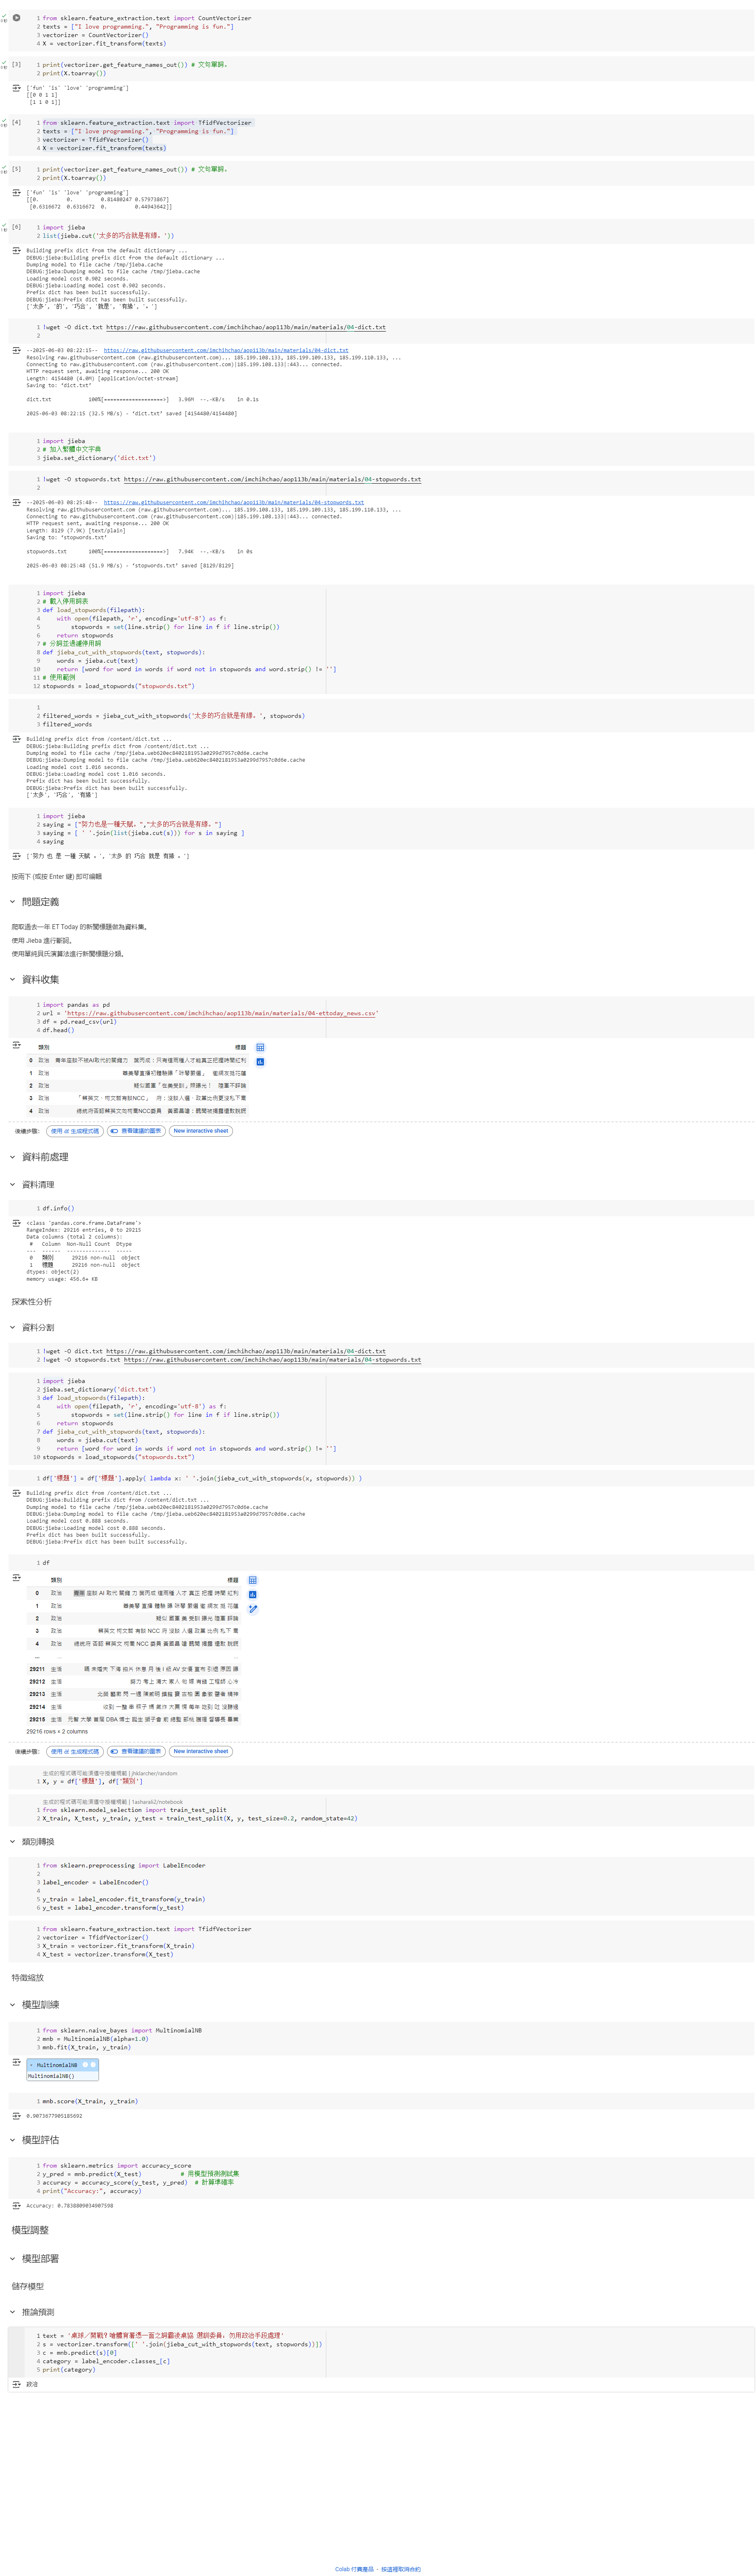 1 from sklearn.feature_extraction.text import CountVectorizer
2 texts = ["I love programming.", "Programming is fun."]
3 vectorizer = CountVectorizer()
4 X = vectorizer.fit_transform(texts)
[3]
1 print(vectorizer.get_feature_names_out()) # 文句單詞。
2 print(X.toarray())
['fun' 'is' 'love' 'programming']
[[0 0 1 1]
[1 1 0 1]]
[4]
1 from sklearn.feature_extraction.text import TfidfVectorizer
2 texts = ["I love programming.", "Programming is fun."]
3 vectorizer = TfidfVectorizer()
4 X = vectorizer.fit_transform(texts)
[5]
1 print(vectorizer.get_feature_names_out()) # 文句單詞。
2 print(X.toarray())
['fun' 'is' 'love' 'programming']
[[0. 0. 0.81480247 0.57973867]
[0.6316672 0.6316672 0. 0.44943642]]
[6]
1 import jieba
2 list(jieba.cut('太多的巧合就是有緣。'))
Building prefix dict from the default dictionary ...
DEBUG:jieba:Building prefix dict from the default dictionary ...
Dumping model to file cache /tmp/jieba.cache
DEBUG:jieba:Dumping model to file cache /tmp/jieba.cache
Loading model cost 0.902 seconds.
DEBUG:jieba:Loading model cost 0.902 seconds.
Prefix dict has been built successfully.
DEBUG:jieba:Prefix dict has been built successfully.
['太多', '的', '巧合', '就是', '有緣', '。']
1 !wget -O dict.txt https://raw.githubusercontent.com/imchihchao/aop113b/main/materials/04-dict.txt
2
--2025-06-03 08:22:15-- https://raw.githubusercontent.com/imchihchao/aop113b/main/materials/04-dict.txt
Resolving raw.githubusercontent.com (raw.githubusercontent.com)... 185.199.108.133, 185.199.109.133, 185.199.110.133, ...
Connecting to raw.githubusercontent.com (raw.githubusercontent.com)|185.199.108.133|:443... connected.
HTTP request sent, awaiting response... 200 OK
Length: 4154480 (4.0M) [application/octet-stream]
Saving to: ‘dict.txt’
dict.txt 100%[===================>] 3.96M --.-KB/s in 0.1s
2025-06-03 08:22:15 (32.5 MB/s) - ‘dict.txt’ saved [4154480/4154480]
1 import jieba
2 # 加入繁體中文字典
3 jieba.set_dictionary('dict.txt')
1 !wget -O stopwords.txt https://raw.githubusercontent.com/imchihchao/aop113b/main/materials/04-stopwords.txt
2
--2025-06-03 08:25:48-- https://raw.githubusercontent.com/imchihchao/aop113b/main/materials/04-stopwords.txt
Resolving raw.githubusercontent.com (raw.githubusercontent.com)... 185.199.108.133, 185.199.109.133, 185.199.110.133, ...
Connecting to raw.githubusercontent.com (raw.githubusercontent.com)|185.199.108.133|:443... connected.
HTTP request sent, awaiting response... 200 OK
Length: 8129 (7.9K) [text/plain]
Saving to: ‘stopwords.txt’
stopwords.txt 100%[===================>] 7.94K --.-KB/s in 0s
2025-06-03 08:25:48 (51.9 MB/s) - ‘stopwords.txt’ saved [8129/8129]
1 import jieba
2 # 載入停用詞表
3 def load_stopwords(filepath):
4 with open(filepath, 'r', encoding='utf-8') as f:
5 stopwords = set(line.strip() for line in f if line.strip())
6 return stopwords
7 # 分詞並過濾停用詞
8 def jieba_cut_with_stopwords(text, stopwords):
9 words = jieba.cut(text)
10 return [word for word in words if word not in stopwords and word.strip() != '']
11 # 使用範例
12 stopwords = load_stopwords("stopwords.txt")
1
2 filtered_words = jieba_cut_with_stopwords('太多的巧合就是有緣。', stopwords)
3 filtered_words
Building prefix dict from /content/dict.txt ...
DEBUG:jieba:Building prefix dict from /content/dict.txt ...
Dumping model to file cache /tmp/jieba.ueb620ec8402181953a0299d7957c0d6e.cache
DEBUG:jieba:Dumping model to file cache /tmp/jieba.ueb620ec8402181953a0299d7957c0d6e.cache
Loading model cost 1.016 seconds.
DEBUG:jieba:Loading model cost 1.016 seconds.
Prefix dict has been built successfully.
DEBUG:jieba:Prefix dict has been built successfully.
['太多', '巧合', '有緣']
1 import jieba
2 saying = ["努力也是一種天賦。","太多的巧合就是有緣。"]
3 saying = [ ' '.join(list(jieba.cut(s))) for s in saying ]
4 saying
['努力 也 是 一種 天賦 。', '太多 的 巧合 就是 有緣 。']
按兩下 (或按 Enter 鍵) 即可編輯
問題定義
爬取過去一年 ET Today 的新聞標題做為資料集。
使用 Jieba 進行斷詞。
使用單純貝氏演算法進行新聞標題分類。
資料收集
1 import pandas as pd
2 url = 'https://raw.githubusercontent.com/imchihchao/aop113b/main/materials/04-ettoday_news.csv'
3 df = pd.read_csv(url)
4 df.head()
類別 標題
0 政治
1 政治
2 政治
3 政治
4 政治
後續步驟: 使用 df 生成程式碼 查看建議的圖表 New interactive sheet
資料前處理
資料清理
1 df.info()
<class 'pandas.core.frame.DataFrame'>
RangeIndex: 29216 entries, 0 to 29215
Data columns (total 2 columns):
# Column Non-Null Count Dtype
--- ------ -------------- -----
0 類別 29216 non-null object
1 標題 29216 non-null object
dtypes: object(2)
memory usage: 456.6+ KB
探索性分析
資料分割
1 !wget -O dict.txt https://raw.githubusercontent.com/imchihchao/aop113b/main/materials/04-dict.txt
2 !wget -O stopwords.txt https://raw.githubusercontent.com/imchihchao/aop113b/main/materials/04-stopwords.txt
1 import jieba
2 jieba.set_dictionary('dict.txt')
3 def load_stopwords(filepath):
4 with open(filepath, 'r', encoding='utf-8') as f:
5 stopwords = set(line.strip() for line in f if line.strip())
6 return stopwords
7 def jieba_cut_with_stopwords(text, stopwords):
8 words = jieba.cut(text)
9 return [word for word in words if word not in stopwords and word.strip() != '']
10 stopwords = load_stopwords("stopwords.txt")
1 df['標題'] = df['標題'].apply( lambda x: ' '.join(jieba_cut_with_stopwords(x, stopwords)) )
Building prefix dict from /content/dict.txt ...
DEBUG:jieba:Building prefix dict from /content/dict.txt ...
Dumping model to file cache /tmp/jieba.ueb620ec8402181953a0299d7957c0d6e.cache
DEBUG:jieba:Dumping model to file cache /tmp/jieba.ueb620ec8402181953a0299d7957c0d6e.cache
Loading model cost 0.888 seconds.
DEBUG:jieba:Loading model cost 0.888 seconds.
Prefix dict has been built successfully.
DEBUG:jieba:Prefix dict has been built successfully.
1 df
類別 標題
0 政治
1 政治
2 政治
3 政治
4 政治
... ... ...
29211 生活
29212 生活
29213 生活
29214 生活
29215 生活
29216 rows × 2 columns
後續步驟: 使用 df 生成程式碼 查看建議的圖表 New interactive sheet
生成的程式碼可能須遵守授權規範 | jhklarcher/random
1 X, y = df['標題'], df['類別']
生成的程式碼可能須遵守授權規範 | 1asharali2/notebook
1 from sklearn.model_selection import train_test_split
2 X_train, X_test, y_train, y_test = train_test_split(X, y, test_size=0.2, random_state=42)
類別轉換
1 from sklearn.preprocessing import LabelEncoder
2
3 label_encoder = LabelEncoder()
4
5 y_train = label_encoder.fit_transform(y_train)
6 y_test = label_encoder.transform(y_test)
1 from sklearn.feature_extraction.text import TfidfVectorizer
2 vectorizer = TfidfVectorizer()
3 X_train = vectorizer.fit_transform(X_train)
4 X_test = vectorizer.transform(X_test)
特徵縮放
模型訓練
1 from sklearn.naive_bayes import MultinomialNB
2 mnb = MultinomialNB(alpha=1.0)
3 mnb.fit(X_train, y_train)
MultinomialNB
MultinomialNB()
1 mnb.score(X_train, y_train)
0.9073677905185692
模型評估
1 from sklearn.metrics import accuracy_score
2 y_pred = mnb.predict(X_test) # 用模型預測測試集
3 accuracy = accuracy_score(y_test, y_pred) # 計算準確率
4 print("Accuracy:", accuracy)
Accuracy: 0.7838809034907598
模型調整
模型部署
儲存模型
推論預測
1 text = '桌球／開戰？嗆體育署憑一面之詞霸凌桌協 選訓委員：勿用政治手段處理'
2 s = vectorizer.transform([' '.join(jieba_cut_with_stopwords(text, stopwords))])
3 c = mnb.predict(s)[0]
4 category = label_encoder.classes_[c]
5 print(category)
政治
Colab 付費產品 - 按這裡取消合約